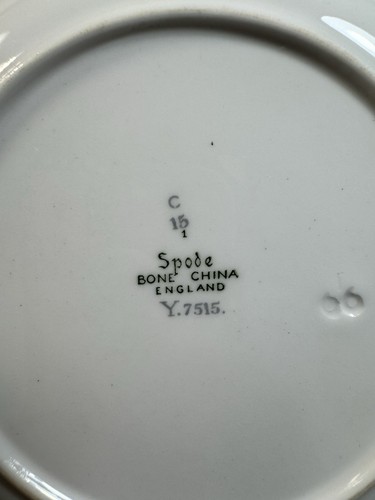 C
15
1
Spode
BONE CHINA
ENGLAND
Y.7515.